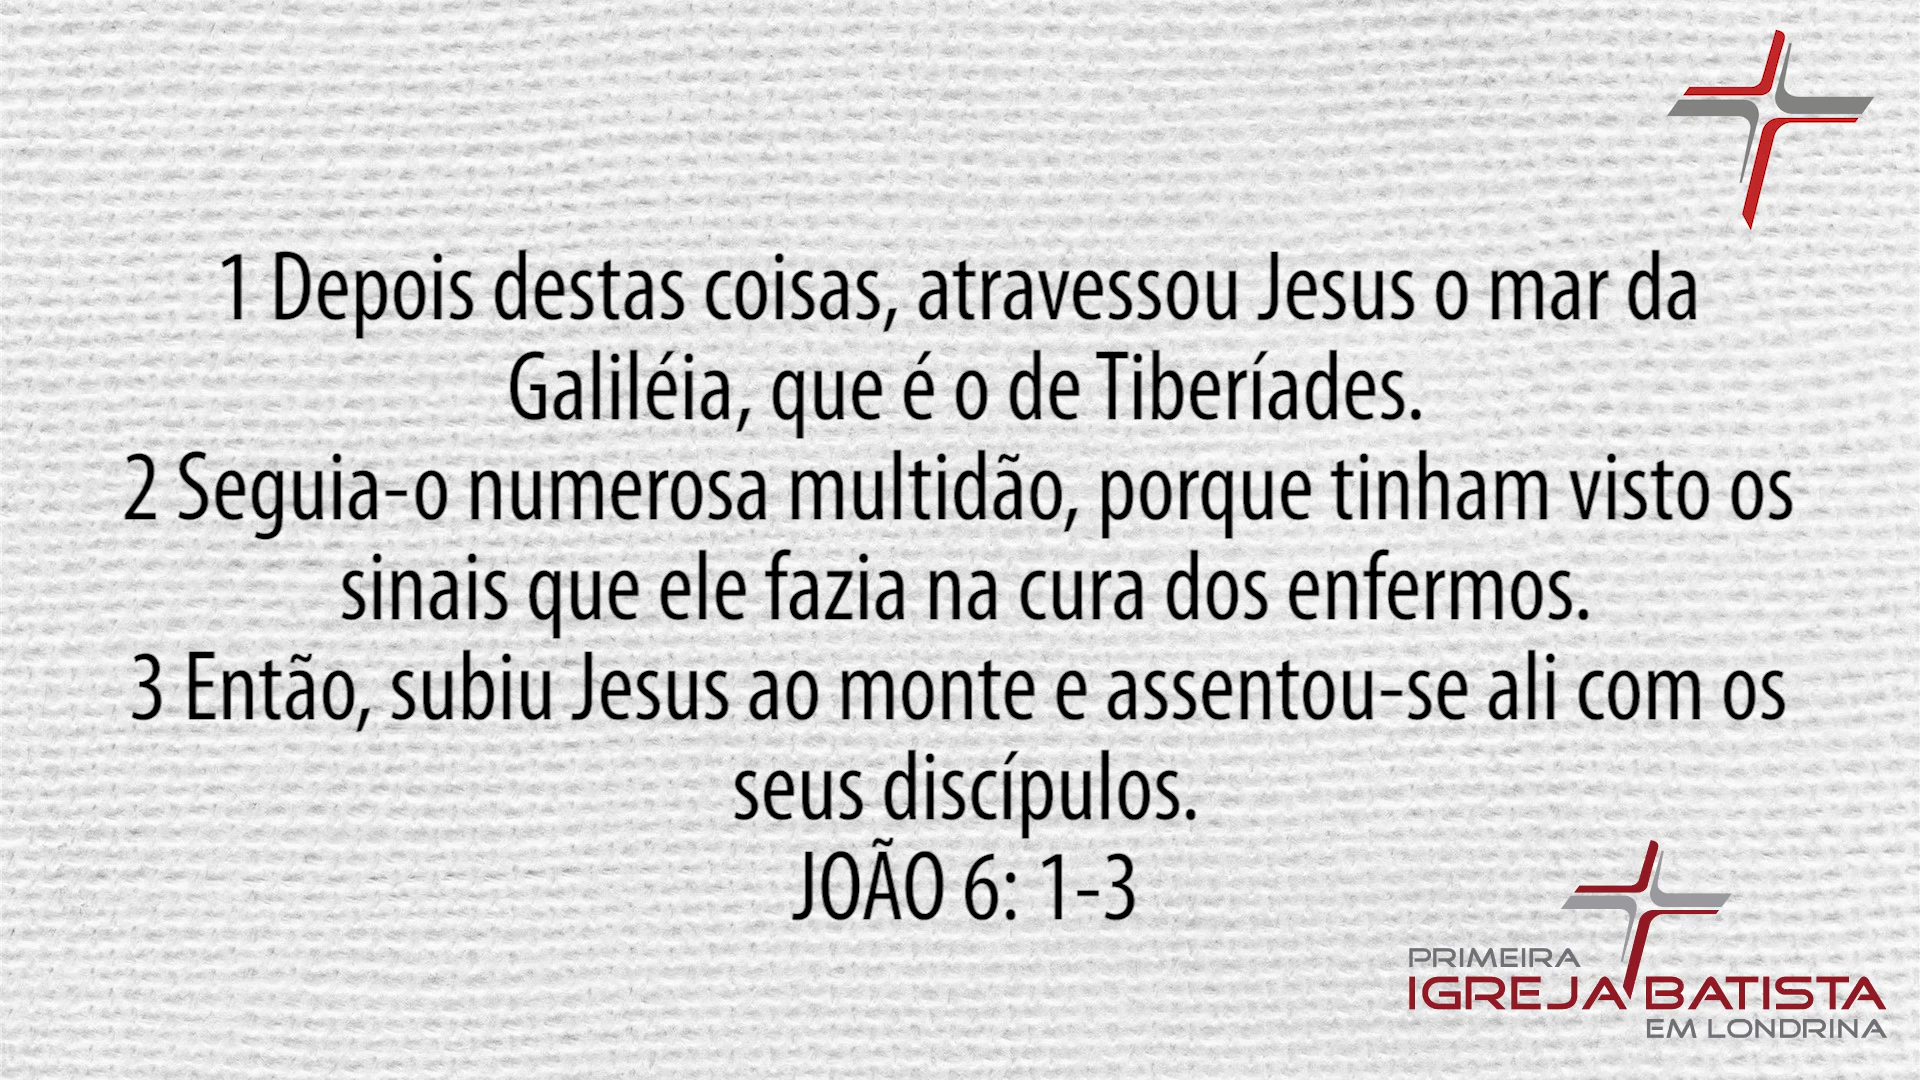 1 Depois destas coisas, atravessou Jesus o mar da
Galiléia, que é o de Tiberíades.
2 Seguia-o numerosa multidão, porque tinham visto os
sinais que ele fazia na cura dos enfermos.
3 Então, subiu Jesus ao monte e assentou-se ali com os
seus discípulos.
JOÃO 6: 1-3
PRIMEIRA
IGREJA BATISTA
EM LONDRINA